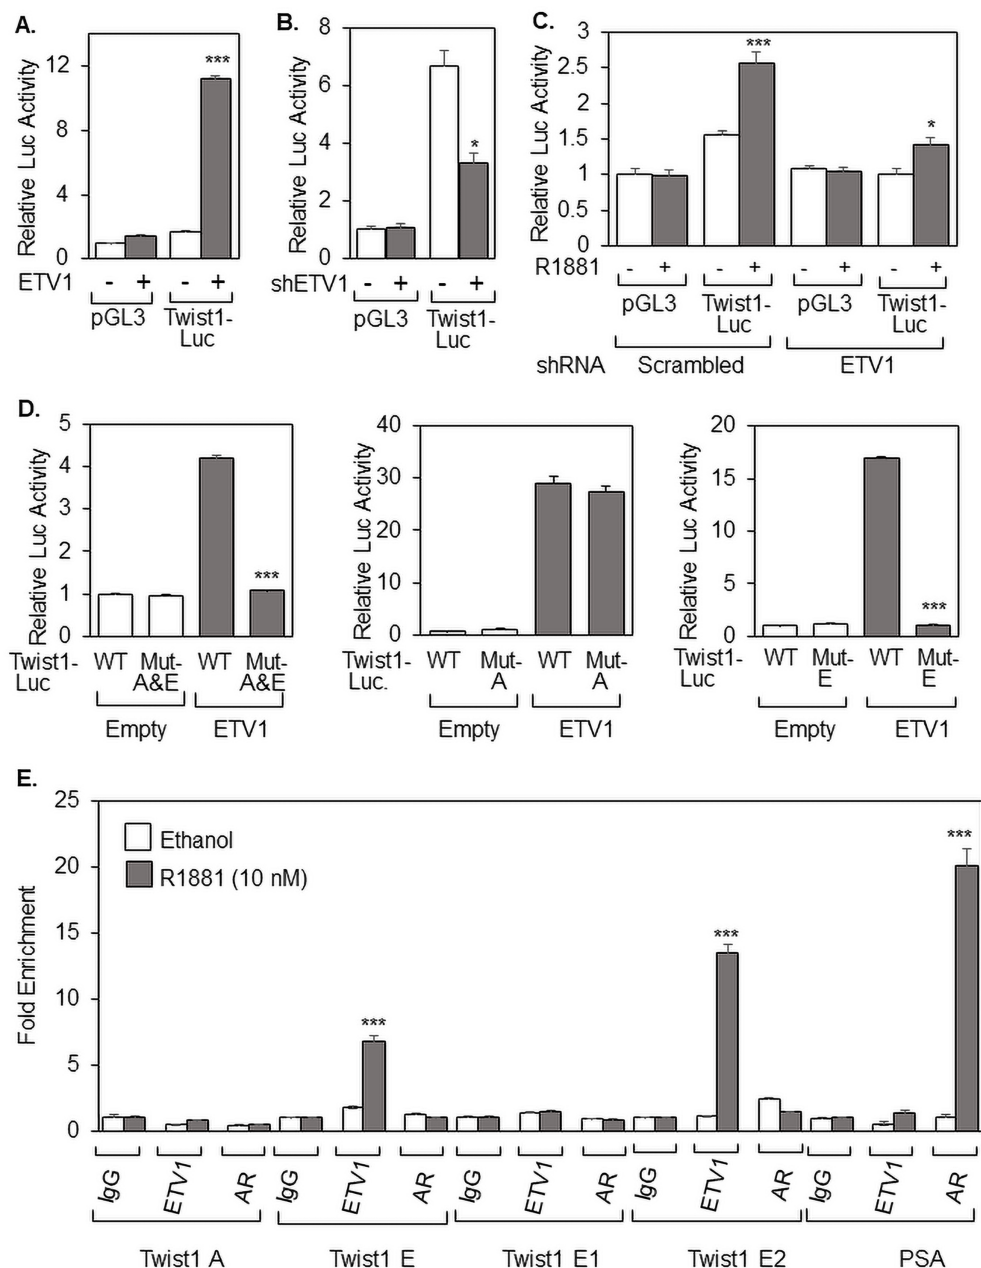 A.
Relative Luc Activity
12
8
4
0
***
ETV1 - + - +
pGL3 Twist1-
Luc
B.
Relative Luc Activity
8
6
4
2
0
*
shETV1 - + - +
pGL3 Twist1-
Luc
C.
Relative Luc Activity
3
2.5
2
1.5
1
0.5
0
***
*
R1881 - + - + - + - +
pGL3 Twist1- pGL3 Twist1-
Luc Luc
shRNA Scrambled ETV1
D.
Relative Luc Activity
5
4
3
2
1
0
***
Twist1- WT Mut- WT Mut-
Luc A&E A&E
Empty ETV1
Relative Luc Activity
40
30
20
10
0
Twist1- WT Mut- WT Mut-
Luc. A A
Empty ETV1
Relative Luc Activity
20
15
10
5
0
***
Twist1- WT Mut- WT Mut-
Luc E E
Empty ETV1
E.
Fold Enrichment
25
20
15
10
5
0
Ethanol
R1881 (10 nM)
***
***
***
IgG ETV1 AR IgG ETV1 AR IgG ETV1 AR IgG ETV1 AR IgG ETV1 AR
Twist1 A Twist1 E Twist1 E1 Twist1 E2 PSA